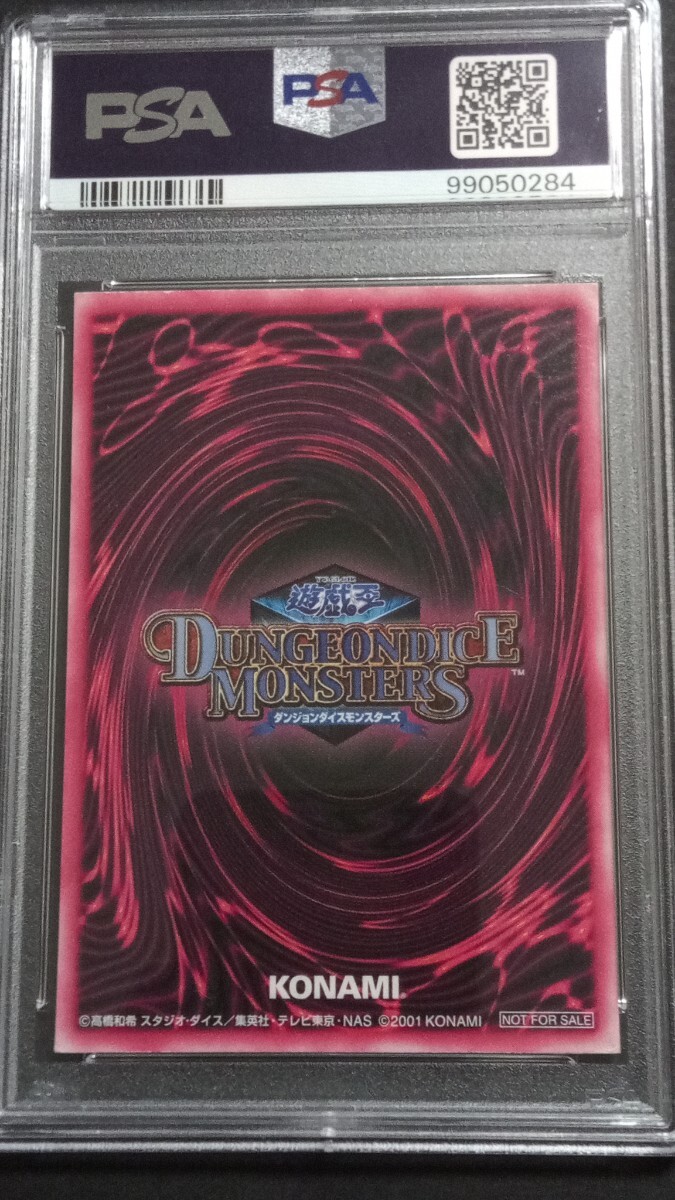 PSA
PSA
99050284
遊戯王
DUNGEONDICE
MONSTERS™
ダンジョンダイスモンスターズ
KONAMI
©高橋和希 スタジオ・ダイス／集英社・テレビ東京・NAS ©2001 KONAMI NOT FOR SALE